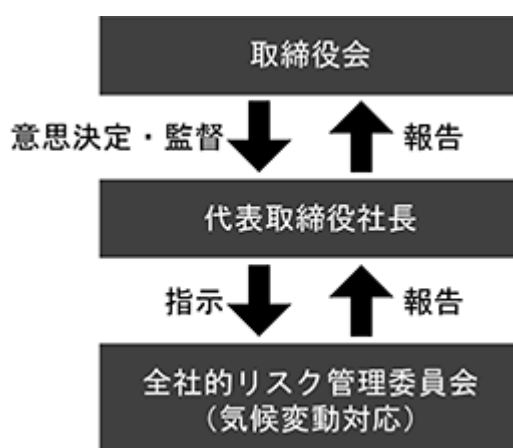 取締役会
意思決定・監督
報告
代表取締役社長
指示
報告
全社的リスク管理委員会
（気候変動対応）